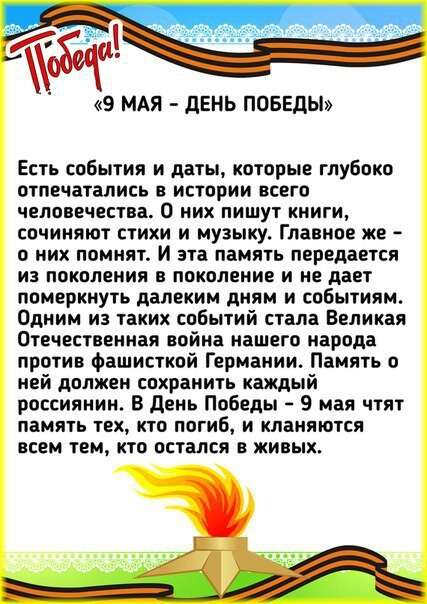 Победа!
«9 МАЯ - ДЕНЬ ПОБЕДЫ»
Есть события и даты, которые глубоко
отпечатались в истории всего
человечества. О них пишут книги,
сочиняют стихи и музыку. Главное же -
о них помнят. И эта память передается
из поколения в поколение и не дает
померкнуть далеким дням и событиям.
Одним из таких событий стала Великая
Отечественная война нашего народа
против фашисткой Германии. Память о
ней должен сохранить каждый
россиянин. В День Победы - 9 мая чтят
память тех, кто погиб, и кланяются
всем тем, кто остался в живых.